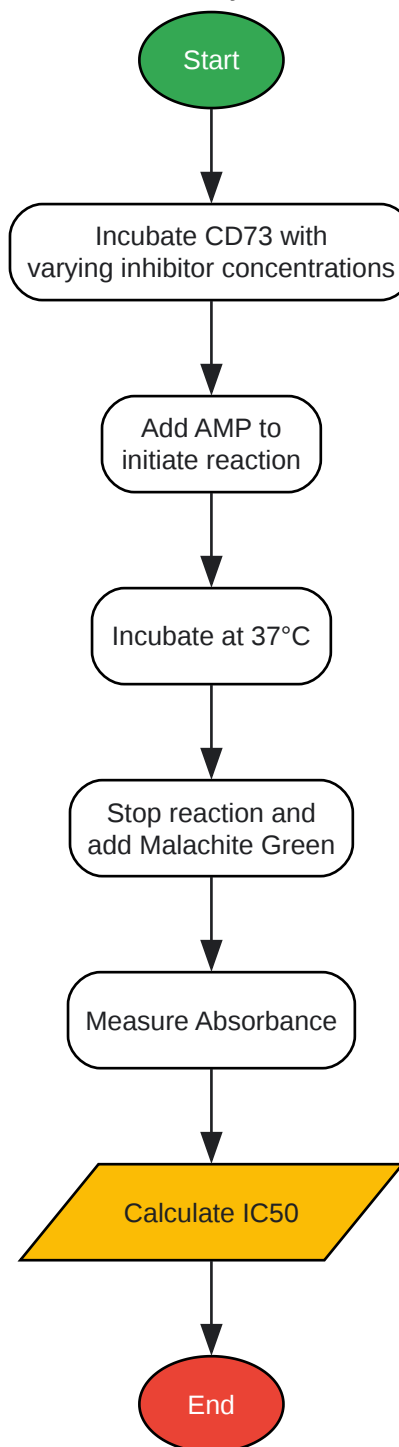 Start
Incubate CD73 with
varying inhibitor concentrations
Add AMP to
initiate reaction
Incubate at 37°C
Stop reaction and
add Malachite Green
Measure Absorbance
Calculate IC50
End